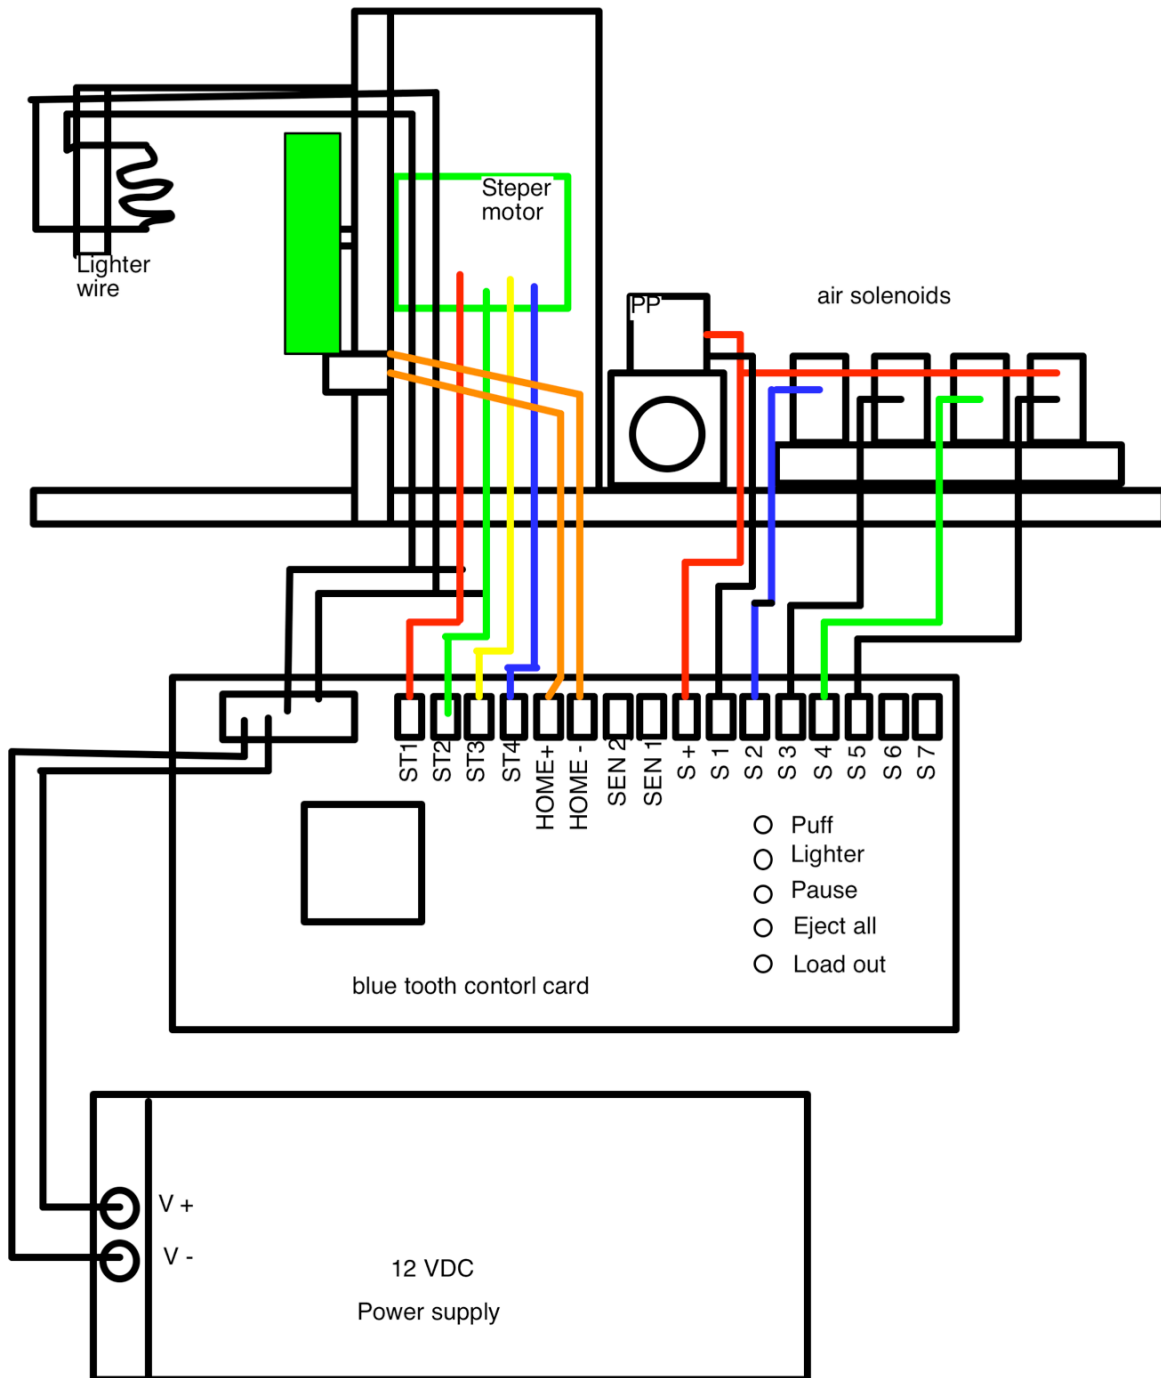 Steper
motor
Lighter
wire
PP
air solenoids
ST1
ST2
ST3
ST4
HOME+
HOME -
SEN 2
SEN 1
S +
S 1
S 2
S 3
S 4
S 5
S 6
S 7
Puff
Lighter
Pause
Eject all
Load out
blue tooth contorl card
V +
V -
12 VDC
Power supply